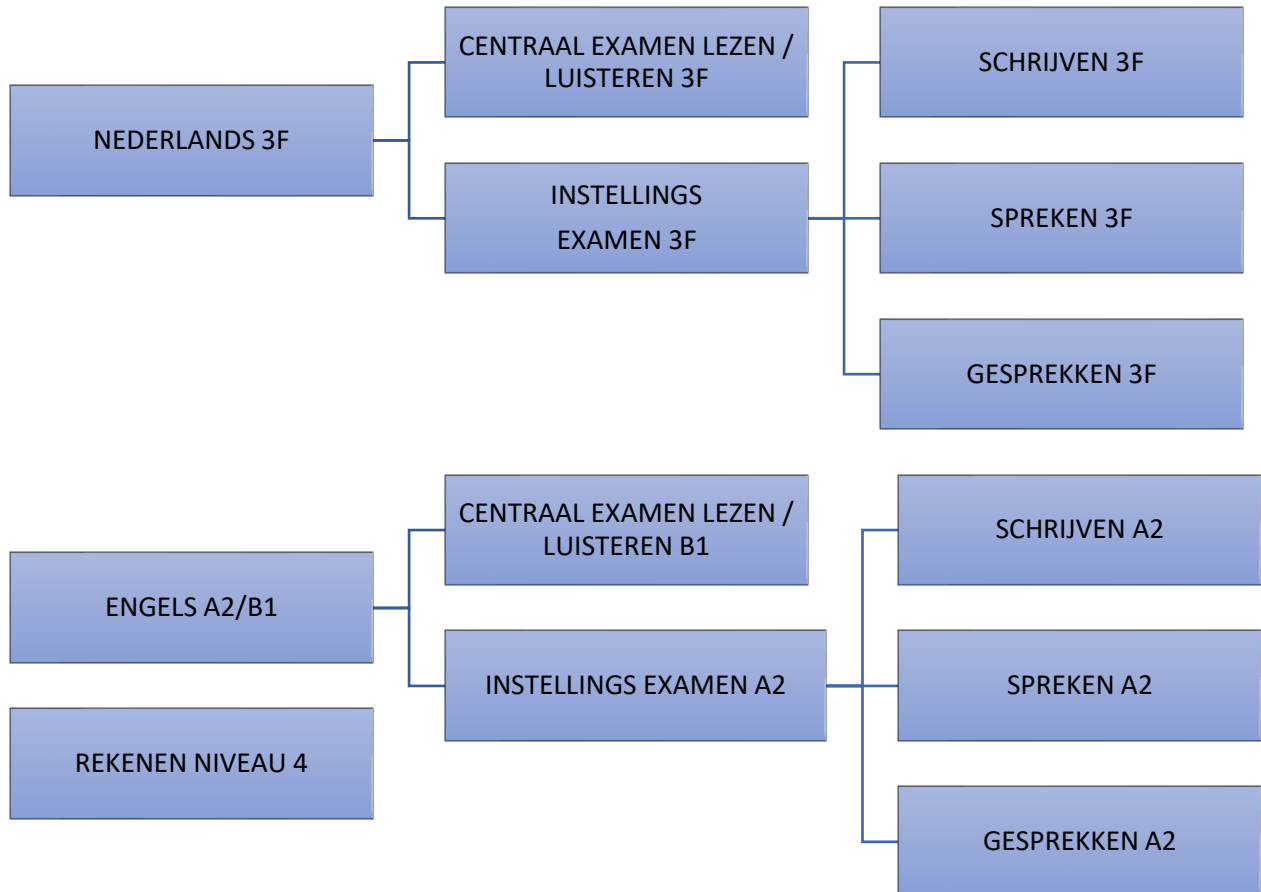 NEDERLANDS 3F
CENTRAAL EXAMEN LEZEN /
LUISTEREN 3F
INSTELLINGS
EXAMEN 3F
SCHRIJVEN 3F
SPREKEN 3F
GESPREKKEN 3F
ENGELS A2/B1
CENTRAAL EXAMEN LEZEN /
LUISTEREN B1
INSTELLINGS EXAMEN A2
SCHRIJVEN A2
SPREKEN A2
GESPREKKEN A2
REKENEN NIVEAU 4